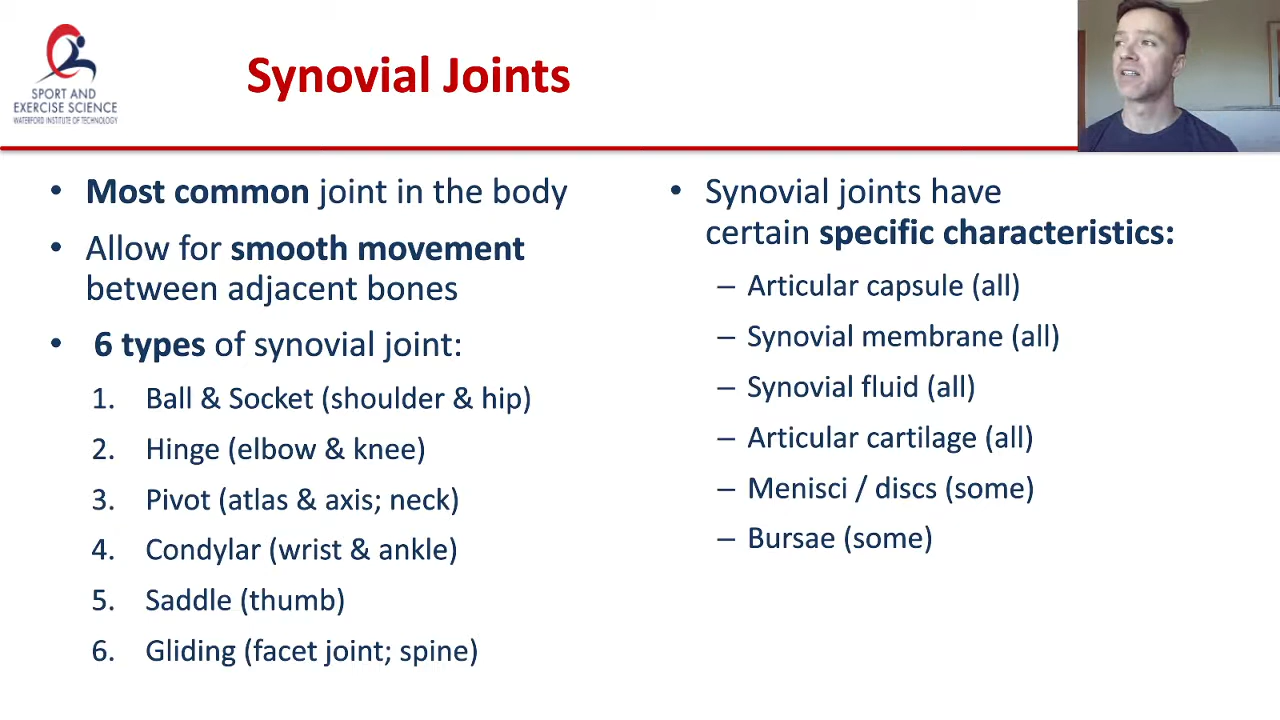 SPORT AND
EXERCISE SCIENCE
WATERFORD INSTITUTE OF TECHNOLOGY
Synovial Joints
• Most common joint in the body
• Allow for smooth movement
between adjacent bones
• 6 types of synovial joint:
1. Ball & Socket (shoulder & hip)
2. Hinge (elbow & knee)
3. Pivot (atlas & axis; neck)
4. Condylar (wrist & ankle)
5. Saddle (thumb)
6. Gliding (facet joint; spine)
• Synovial joints have
certain specific characteristics:
– Articular capsule (all)
– Synovial membrane (all)
– Synovial fluid (all)
– Articular cartilage (all)
– Menisci / discs (some)
– Bursae (some)